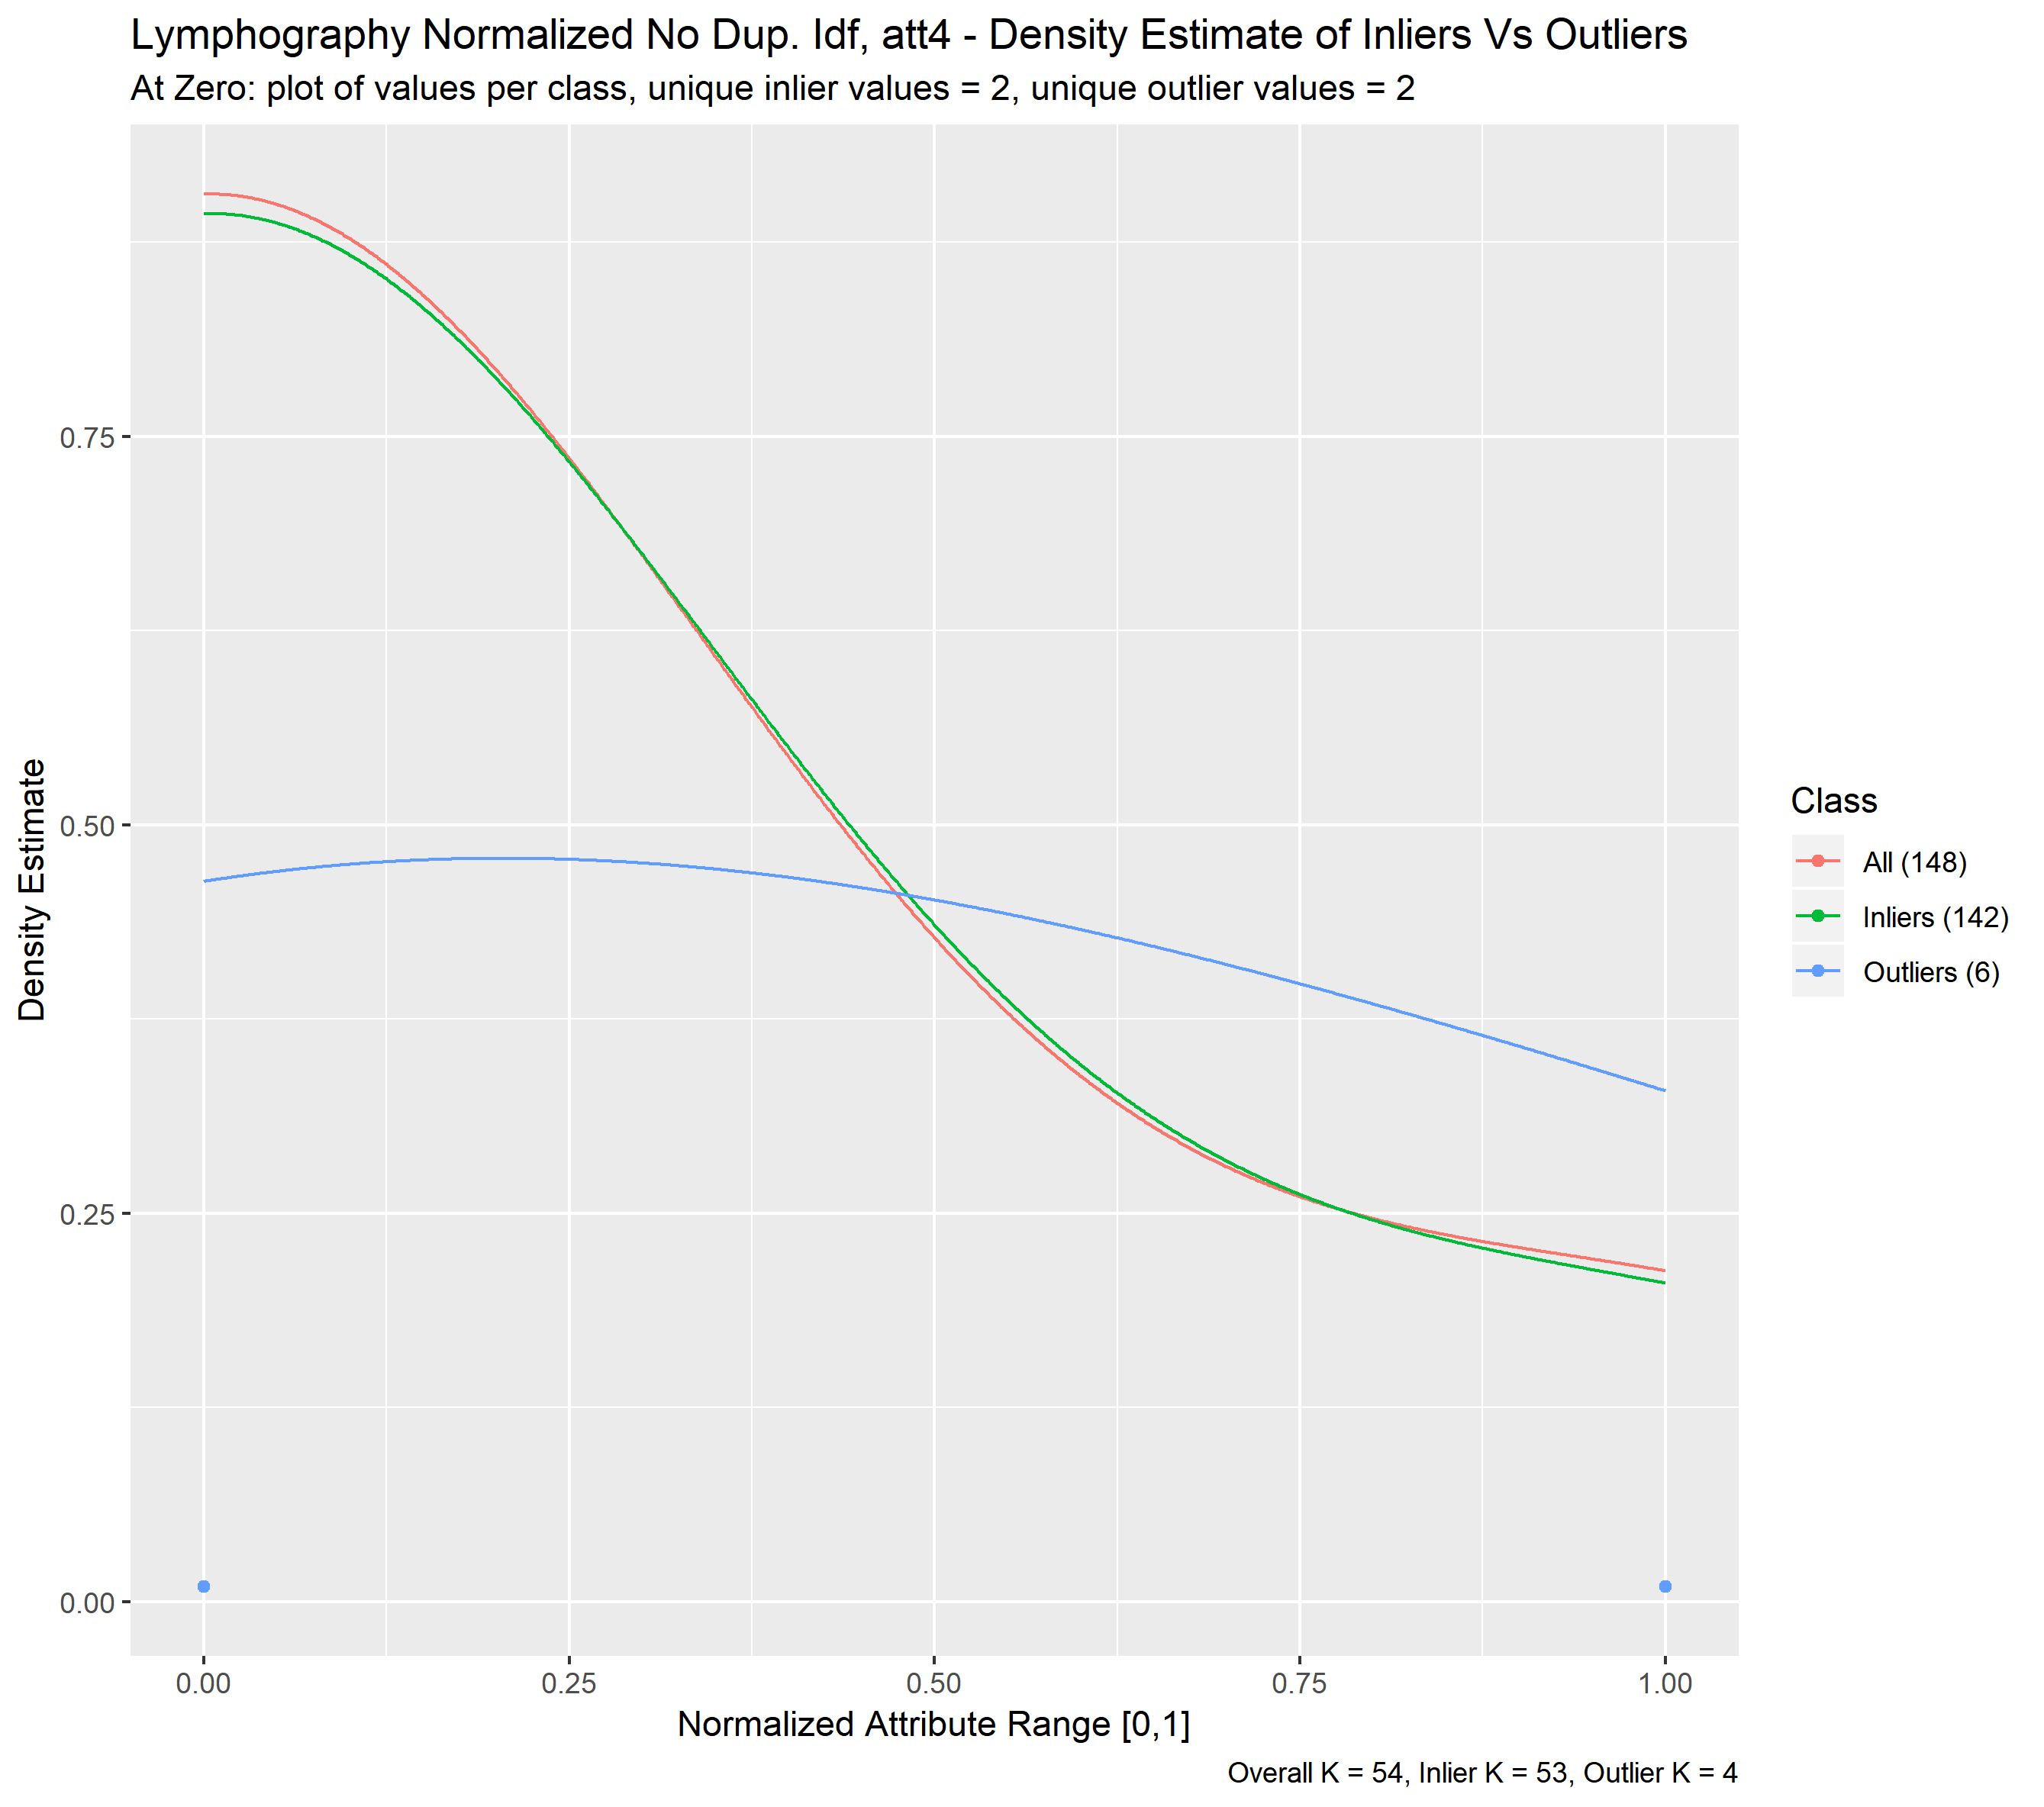 Lymphography Normalized No Dup. Idf, att4 - Density Estimate of Inliers Vs Outliers
At Zero: plot of values per class, unique inlier values = 2, unique outlier values = 2
Density Estimate
0.75
0.50
0.25
0.00
0.00 0.25 0.50 0.75 1.00
Normalized Attribute Range [0,1]
Overall K = 54, Inlier K = 53, Outlier K = 4
Class
All (148)
Inliers (142)
Outliers (6)